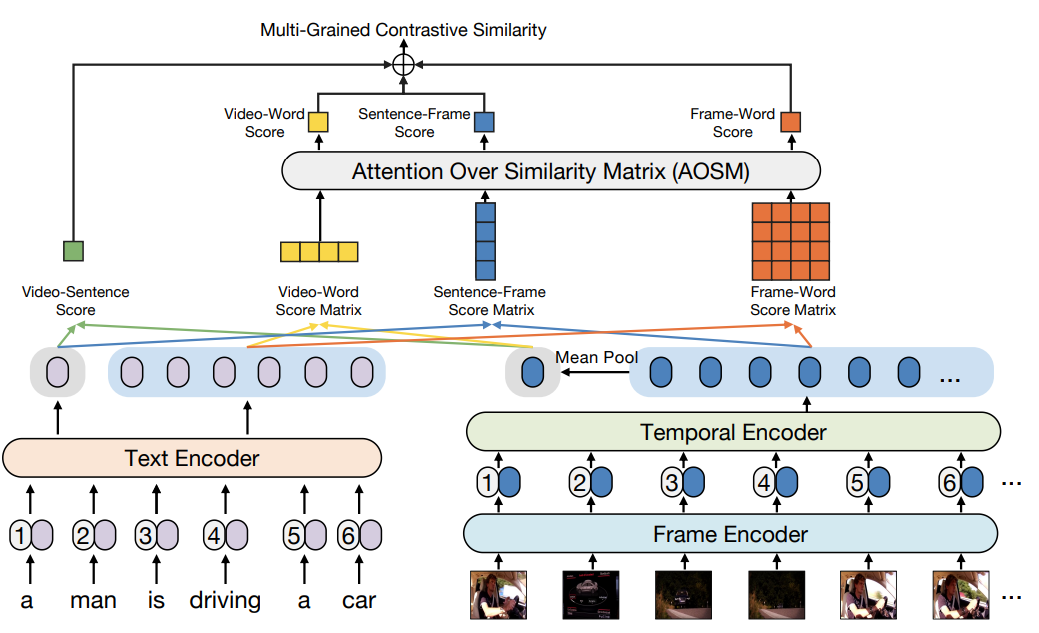 Multi-Grained Contrastive Similarity
Video-Word
Score
Sentence-Frame
Score
Frame-Word
Score
Attention Over Similarity Matrix (AOSM)
Video-Sentence
Score
Video-Word
Score Matrix
Sentence-Frame
Score Matrix
Frame-Word
Score Matrix
Mean Pool
...
Text Encoder
Temporal Encoder
1 2 3 4 5 6 ...
Frame Encoder
1 2 3 4 5 6
a man is driving a car
...